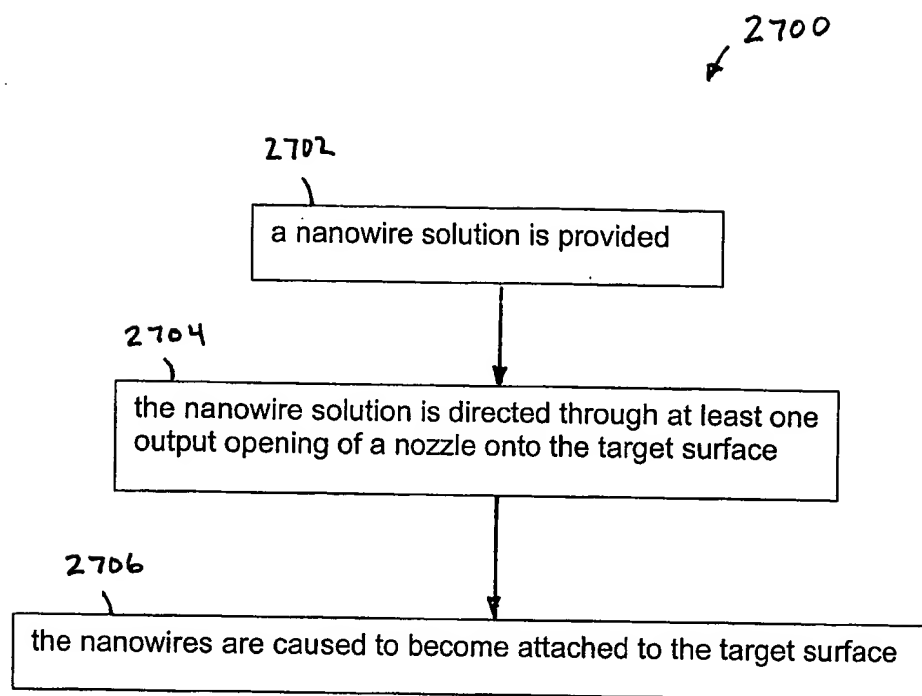 2700
2702
a nanowire solution is provided
2704
the nanowire solution is directed through at least one
output opening of a nozzle onto the target surface
2706
the nanowires are caused to become attached to the target surface